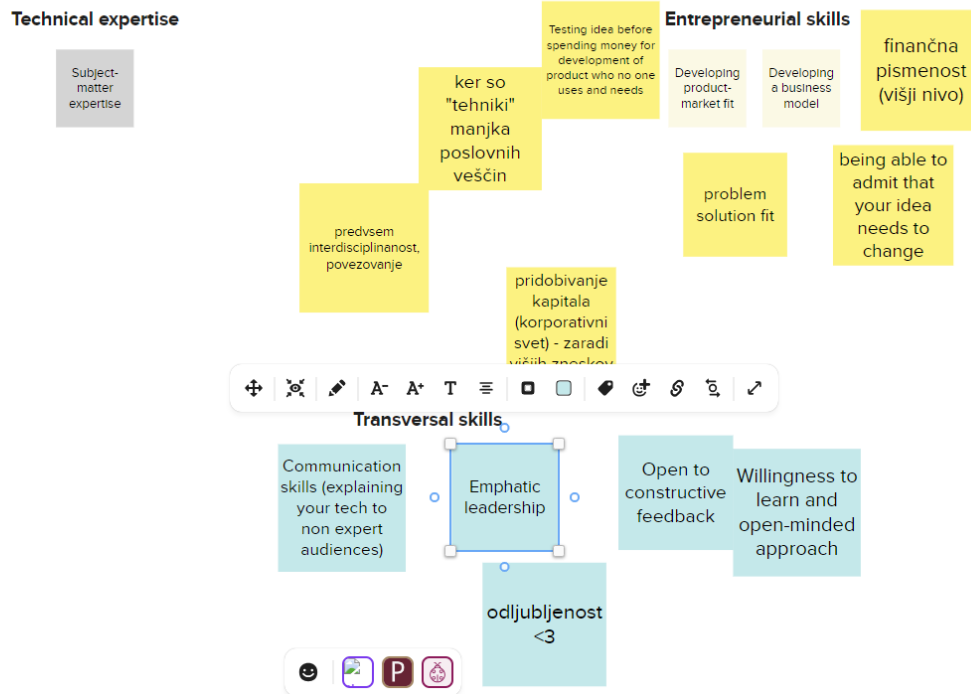 Technical expertise
Subject-
matter
expertise
predvsem
interdisciplinanost,
povezovanje
ker so
"tehniki"
manjka
poslovnih
veščin
Testing idea before
spending money for
development of
product who no one
uses and needs
Entrepreneurial skills
Developing
product-
market fit
Developing
a business
model
finančna
pismenost
(višji nivo)
problem
solution fit
being able to
admit that
your idea
needs to
change
pridobivanje
kapitala
(korporativni
svet) - zaradi
višjih zneskov
A-
A+
T
Transversal skills
Communication
skills (explaining
your tech to
non expert
audiences)
Emphatic
leadership
Open to
constructive
feedback
Willingness to
learn and
open-minded
approach
odljubljenost
<3
P